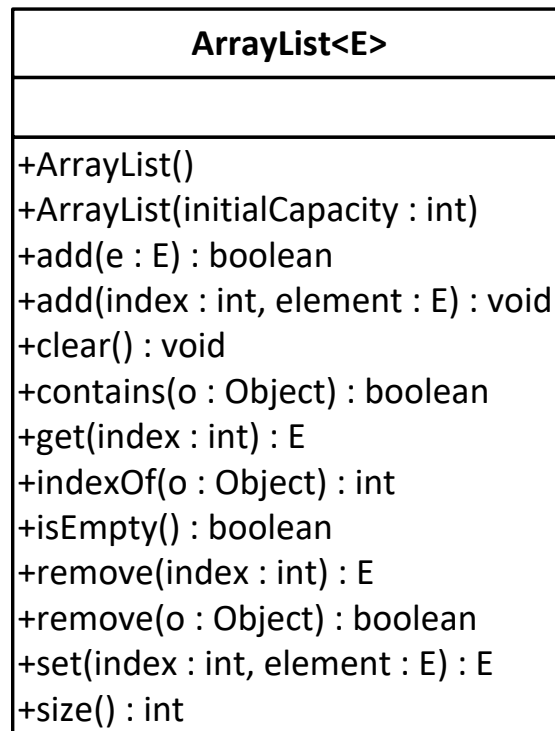 ArrayList<E>
+ArrayList()
+ArrayList(initialCapacity : int)
+add(e : E) : boolean
+add(index : int, element : E) : void
+clear() : void
+contains(o : Object) : boolean
+get(index : int) : E
+indexOf(o : Object) : int
+isEmpty() : boolean
+remove(index : int) : E
+remove(o : Object) : boolean
+set(index : int, element : E) : E
+size() : int